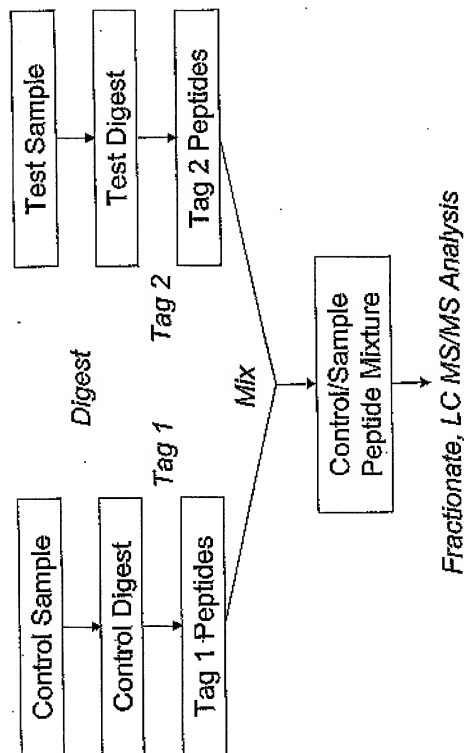 Control Sample
Test Sample
Digest
Control Digest
Test Digest
Tag 1
Tag 2
Tag 1 Peptides
Tag 2 Peptides
Mix
Control/Sample
Peptide Mixture
Fractionate, LC MS/MS Analysis